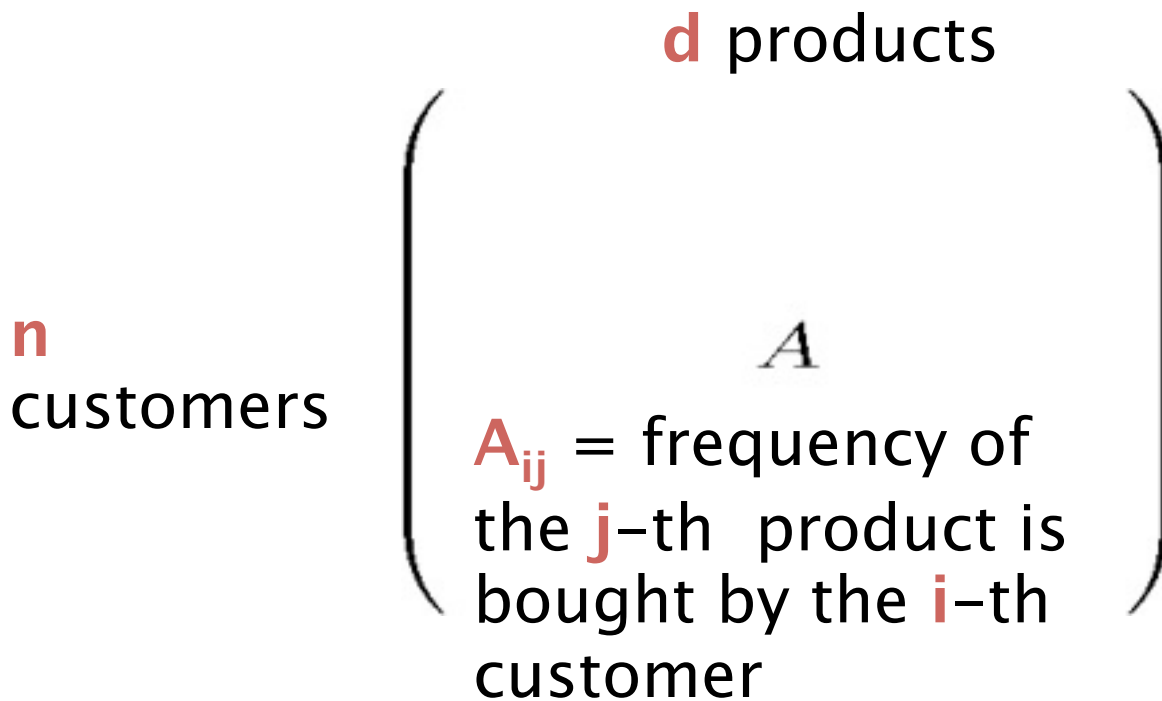 d products
n
customers
A
Aij = frequency of
the j-th product is
bought by the i-th
customer